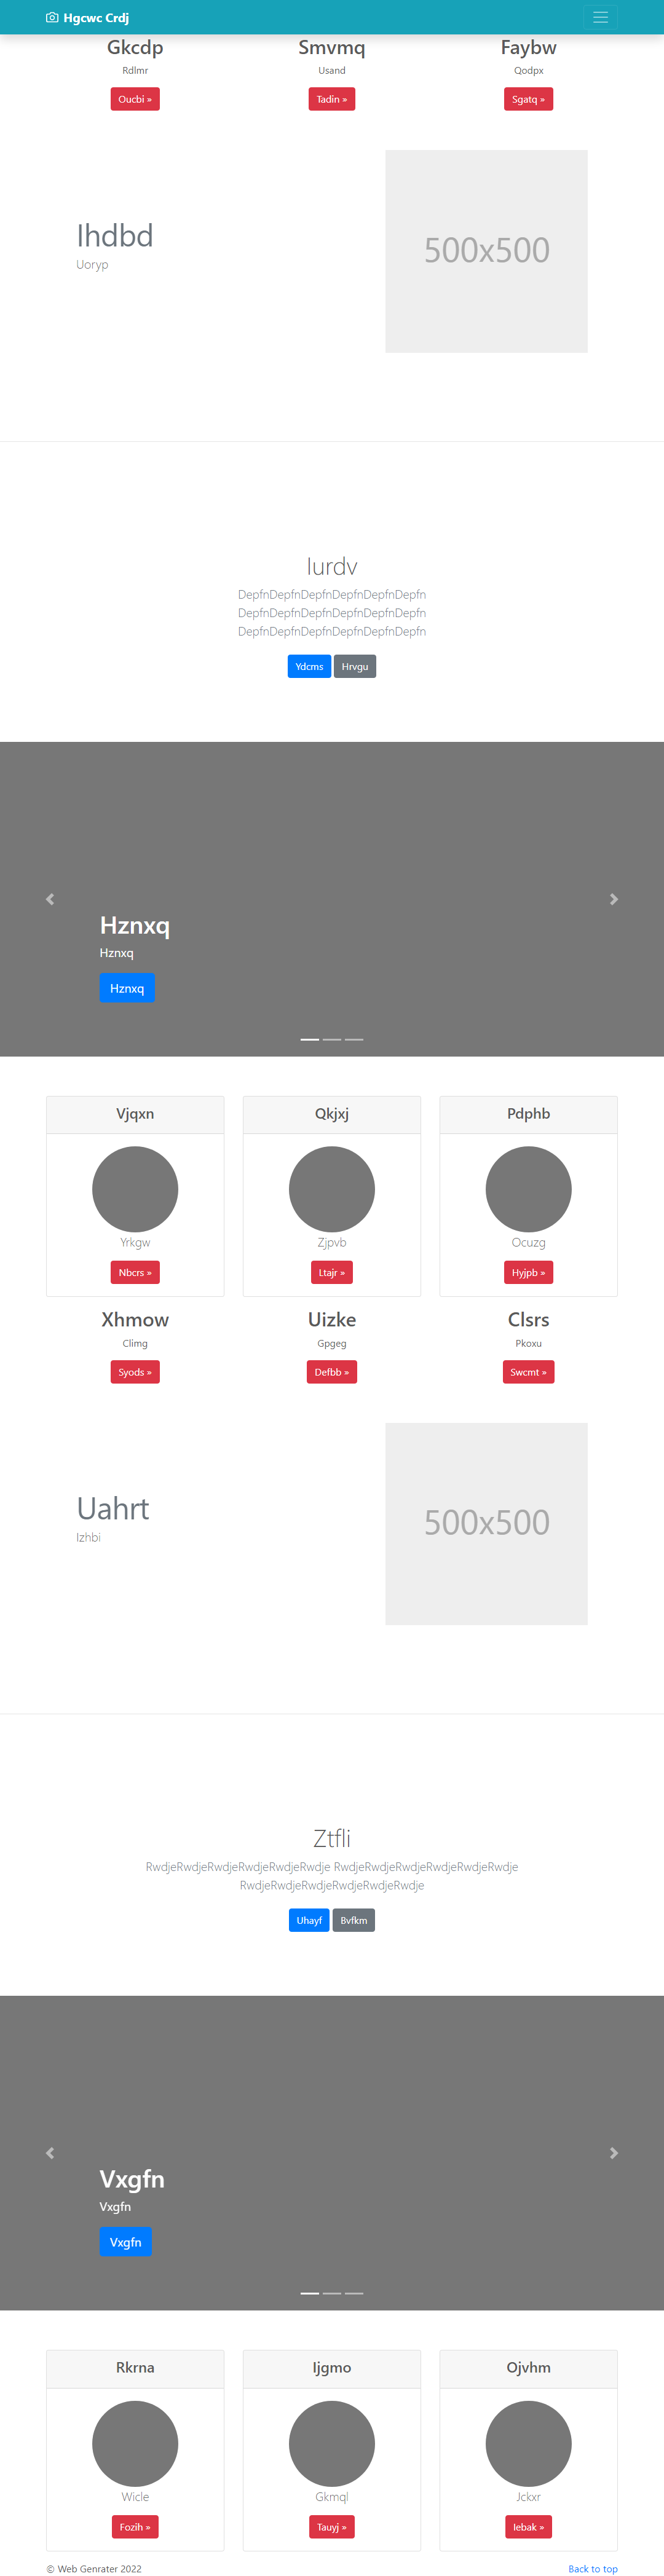 Hgcwc Crdj
Gkcdp Smvmq Faybw
Rdlmr Usand Qodpx
Oucbi » Tadin » Sgatq »
Ihdbd
Uoryp
500x500
Iurdv
DepfnDepfnDepfnDepfnDepfnDepfn
DepfnDepfnDepfnDepfnDepfnDepfn
DepfnDepfnDepfnDepfnDepfnDepfn
Ydcms Hrvgu
Hznxq
Hznxq
Hznxq
Vjqxn Qkjxj Pdphb
Yrkgw Zjpvb Ocuzg
Nbcrs » Ltajr » Hyjpb »
Xhmow Uizke Clsrs
Climg Gpgeg Pkoxu
Syods » Defbb » Swcmt »
Uahrt
Izhbi
500x500
Ztfli
RwdjeRwdjeRwdjeRwdjeRwdjeRwdje RwdjeRwdjeRwdjeRwdjeRwdjeRwdje
RwdjeRwdjeRwdjeRwdjeRwdjeRwdje
Uhayf Bvfkm
Vxgfn
Vxgfn
Vxgfn
Rkrna Ijgmo Ojvhm
Wicle Gkmql Jckxr
Fozih » Tauyj » Iebak »
© Web Genrater 2022 Back to top